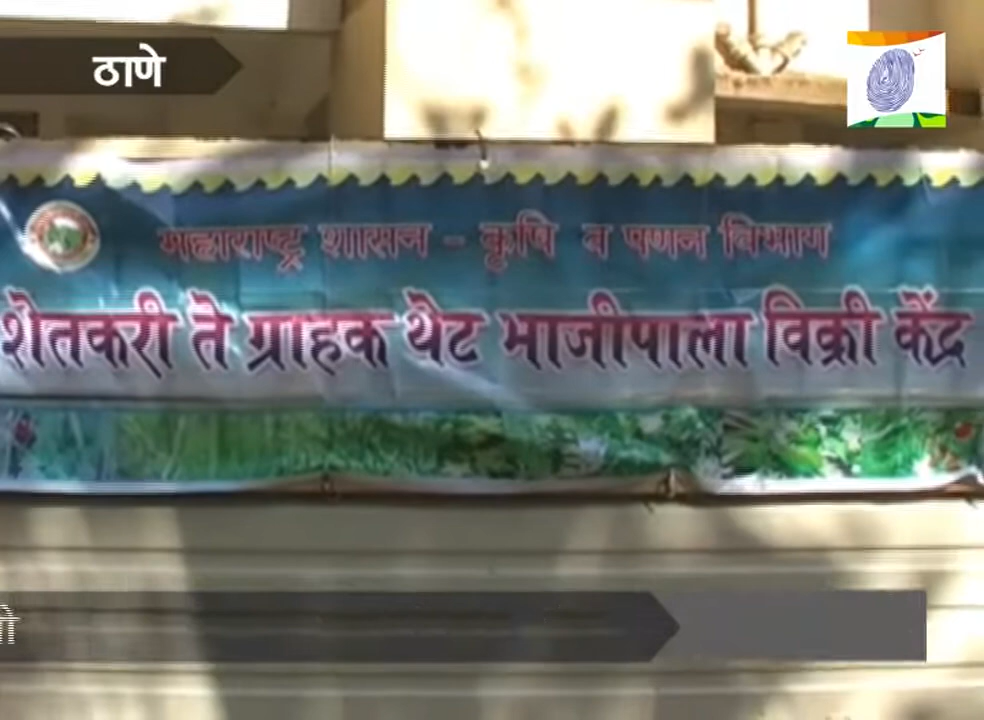 ठाणे
महाराष्ट्र शासन - कृषि व पणन विभाग
शेतकरी ते ग्राहक थेट भाजीपाला विक्री केंद्र